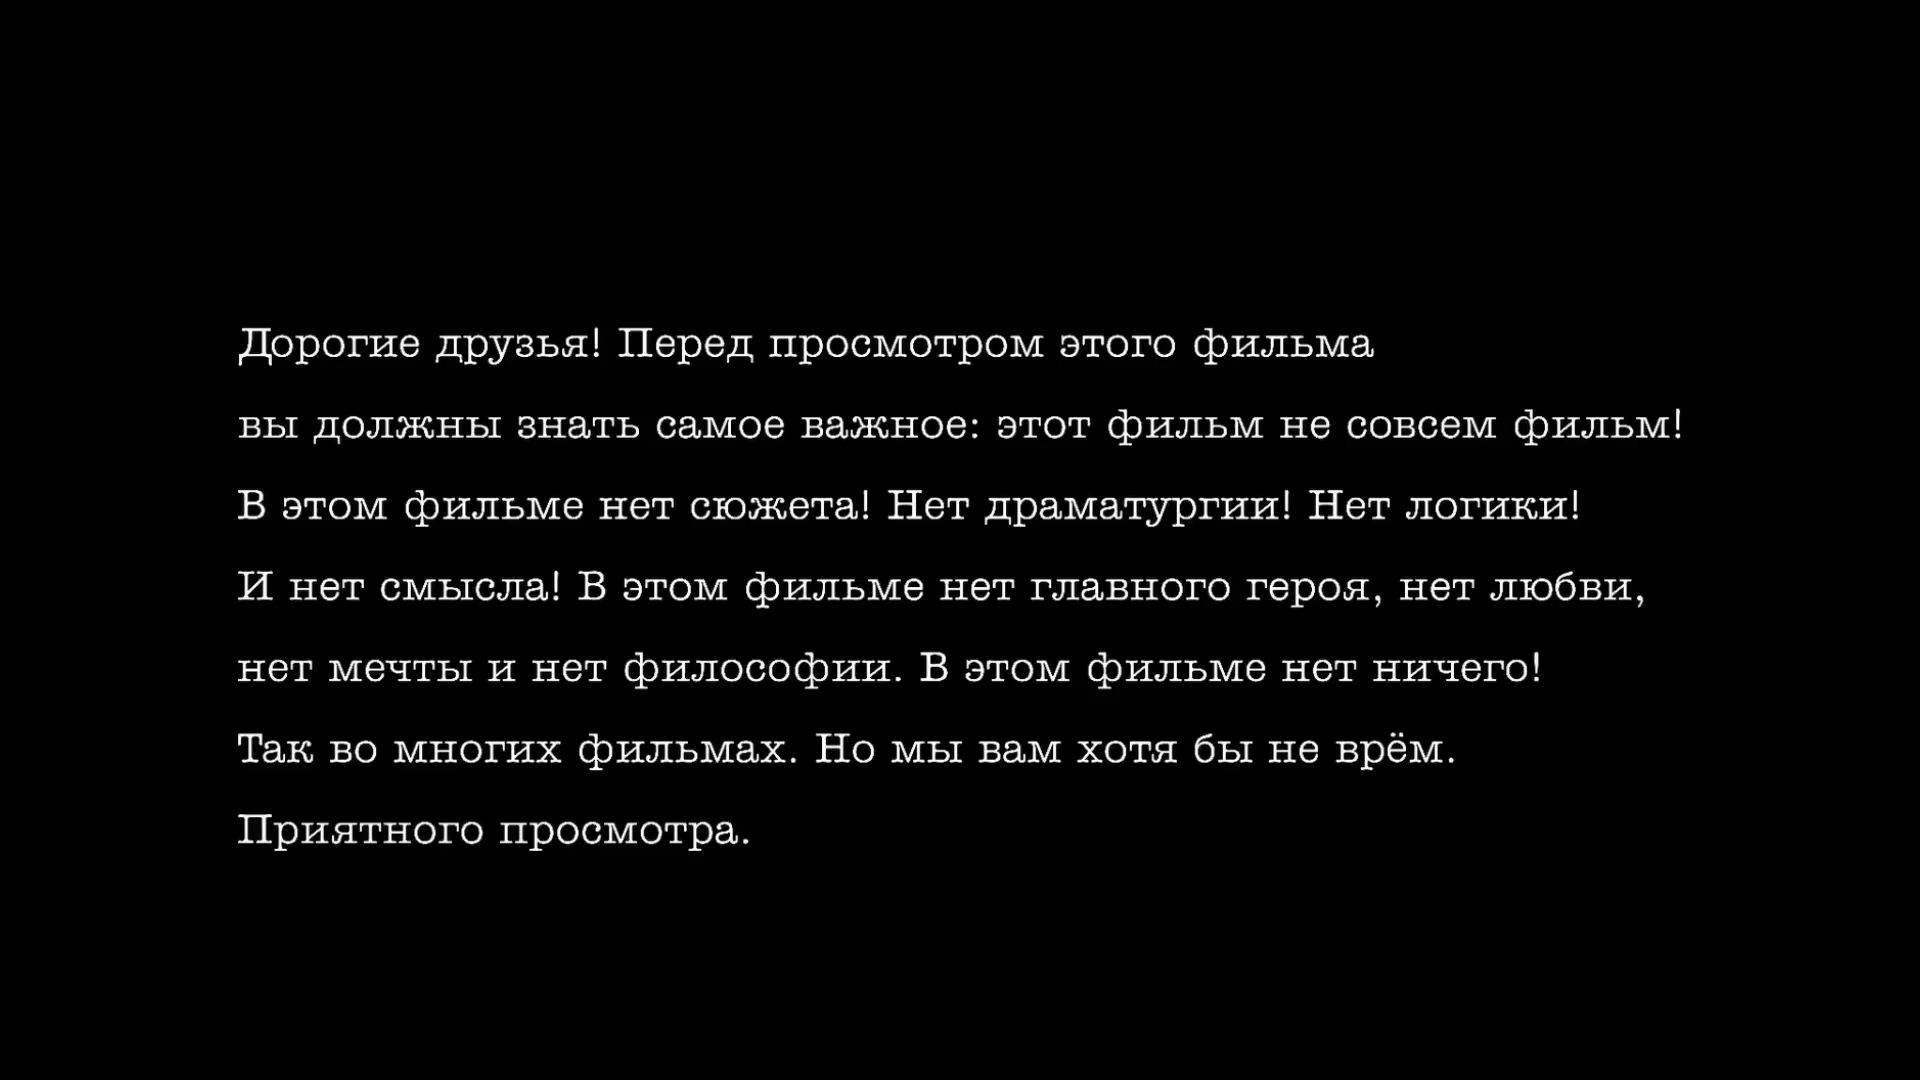 Дорогие друзья! Перед просмотром этого фильма
вы должны знать самое важное: этот фильм не совсем фильм!
В этом фильме нет сюжета! Нет драматургии! Нет логики!
И нет смысла! В этом фильме нет главного героя, нет любви,
нет мечты и нет философии. В этом фильме нет ничего!
Так во многих фильмах. Но мы вам хотя бы не врём.
Приятного просмотра.